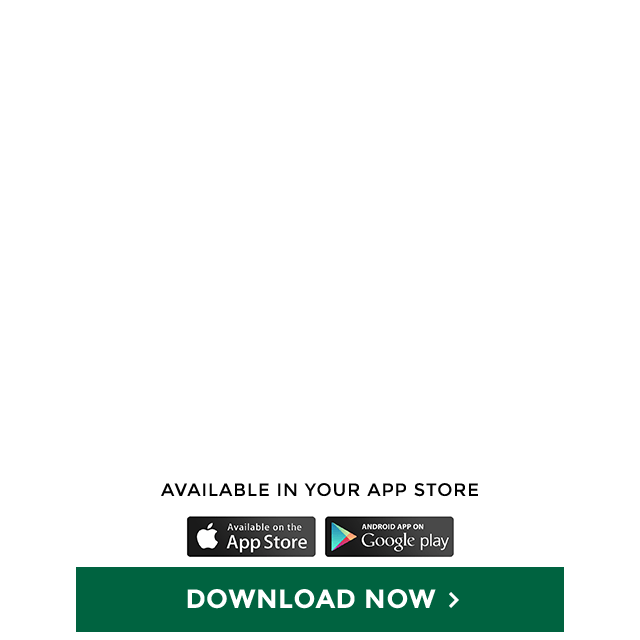 AVAILABLE IN YOUR APP STORE
Available on the
App Store
ANDROID APP ON
Google play
DOWNLOAD NOW >